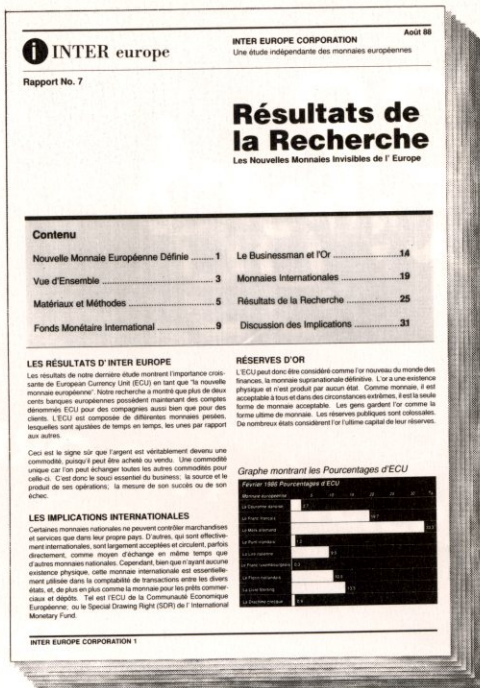 Août 88
i INTER europe
INTER EUROPE CORPORATION
Une étude indépendante des monnaies européennes
Rapport No. 7
Résultats de
la Recherche
Les Nouvelles Monnaies Invisibles de l' Europe
Contenu
Nouvelle Monnaie Européenne Définie ......... 1
Vue d'Ensemble ......... 3
Matériaux et Méthodes ......... 5
Fonds Monétaire International ......... 9
Le Businessman et l'Or ......... 14
Monnaies Internationales ......... 19
Résultats de la Recherche ......... 25
Discussion des Implications ......... 31
LES RÉSULTATS D' INTER EUROPE
Les résultats de notre dernière étude montrent l'importance crois-
sante de European Currency Unit (ECU) en tant que "la nouvelle
monnaie européenne". Notre recherche a montré que plus de deux
cents banques européennes possèdent maintenant des comptes
dénommés ECU pour des compagnies aussi bien que pour des
clients. L'ECU est composée de différentes monnaies pesées,
lesquelles sont ajustées de temps en temps, les unes par rapport
aux autres.
Ceci est le signe sûr que l'argent est véritablement devenu une
commodité, puisqu'il peut être acheté ou vendu. Une commodité
unique car l'on peut échanger toutes les autres commodités pour
celle-ci. C'est donc le souci essentiel du business; la source et le
produit de ses opérations; la mesure de son succès ou de son
échec.
LES IMPLICATIONS INTERNATIONALES
Certaines monnaies nationales ne peuvent contrôler marchandises
et services que dans leur propre pays. D'autres, qui sont effective-
ment internationales, sont largement acceptées et circulent, parfois
directement, comme moyen d'échange en même temps que
d'autres monnaies nationales. Cependant, bien que n'ayant aucune
existence physique, cette monnaie internationale est essentielle-
ment utilisée dans la comptabilité de transactions entre les divers
états, et, de plus en plus comme la monnaie pour les prêts commer-
ciaux et dépôts. Tel est l'ECU de la Communauté Economique
Européenne; ou le Special Drawing Right (SDR) de l' International
Monetary Fund.
RÉSERVES D'OR
L'ECU peut donc être considéré comme l'or nouveau du monde des
finances, la monnaie supranationale définitive. L'or a une existence
physique et n'est produit par aucun état. Comme monnaie, il est
acceptable à tous et dans des circonstances extrêmes, il est la seule
forme de monnaie acceptable. Les gens gardent l'or comme la
forme ultime de monnaie. Les réserves publiques sont colossales.
De nombreux états considèrent l'or l'ultime capital de leur réserves.
Graphe montrant les Pourcentages d'ECU
Février 1986 Pourcentages d'ECU
Monnaie européenne
La Couronne danoise
Le Franc français
Le Mark allemand
La Punt irlandais
La Lire italienne
Le Franc luxembourgeois
Le Florin hollandais
La Livre Sterling
La Drachme grecque
INTER EUROPE CORPORATION 1